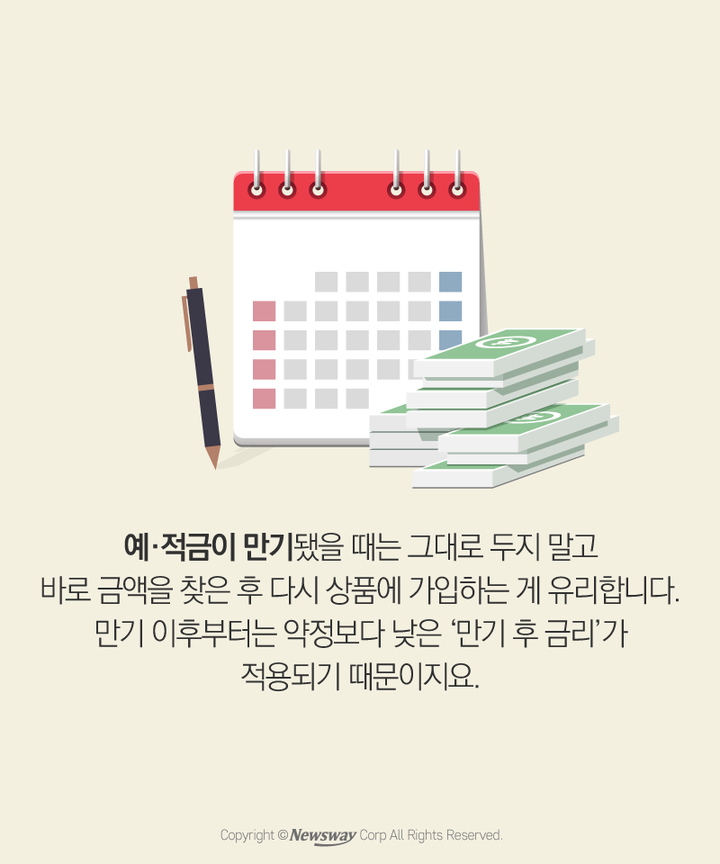 예·적금이 만기됐을 때는 그대로 두지 말고
바로 금액을 찾은 후 다시 상품에 가입하는 게 유리합니다.
만기 이후부터는 약정보다 낮은 ‘만기 후 금리’가
적용되기 때문이지요.
Copyright © Newsway Corp All Rights Reserved.